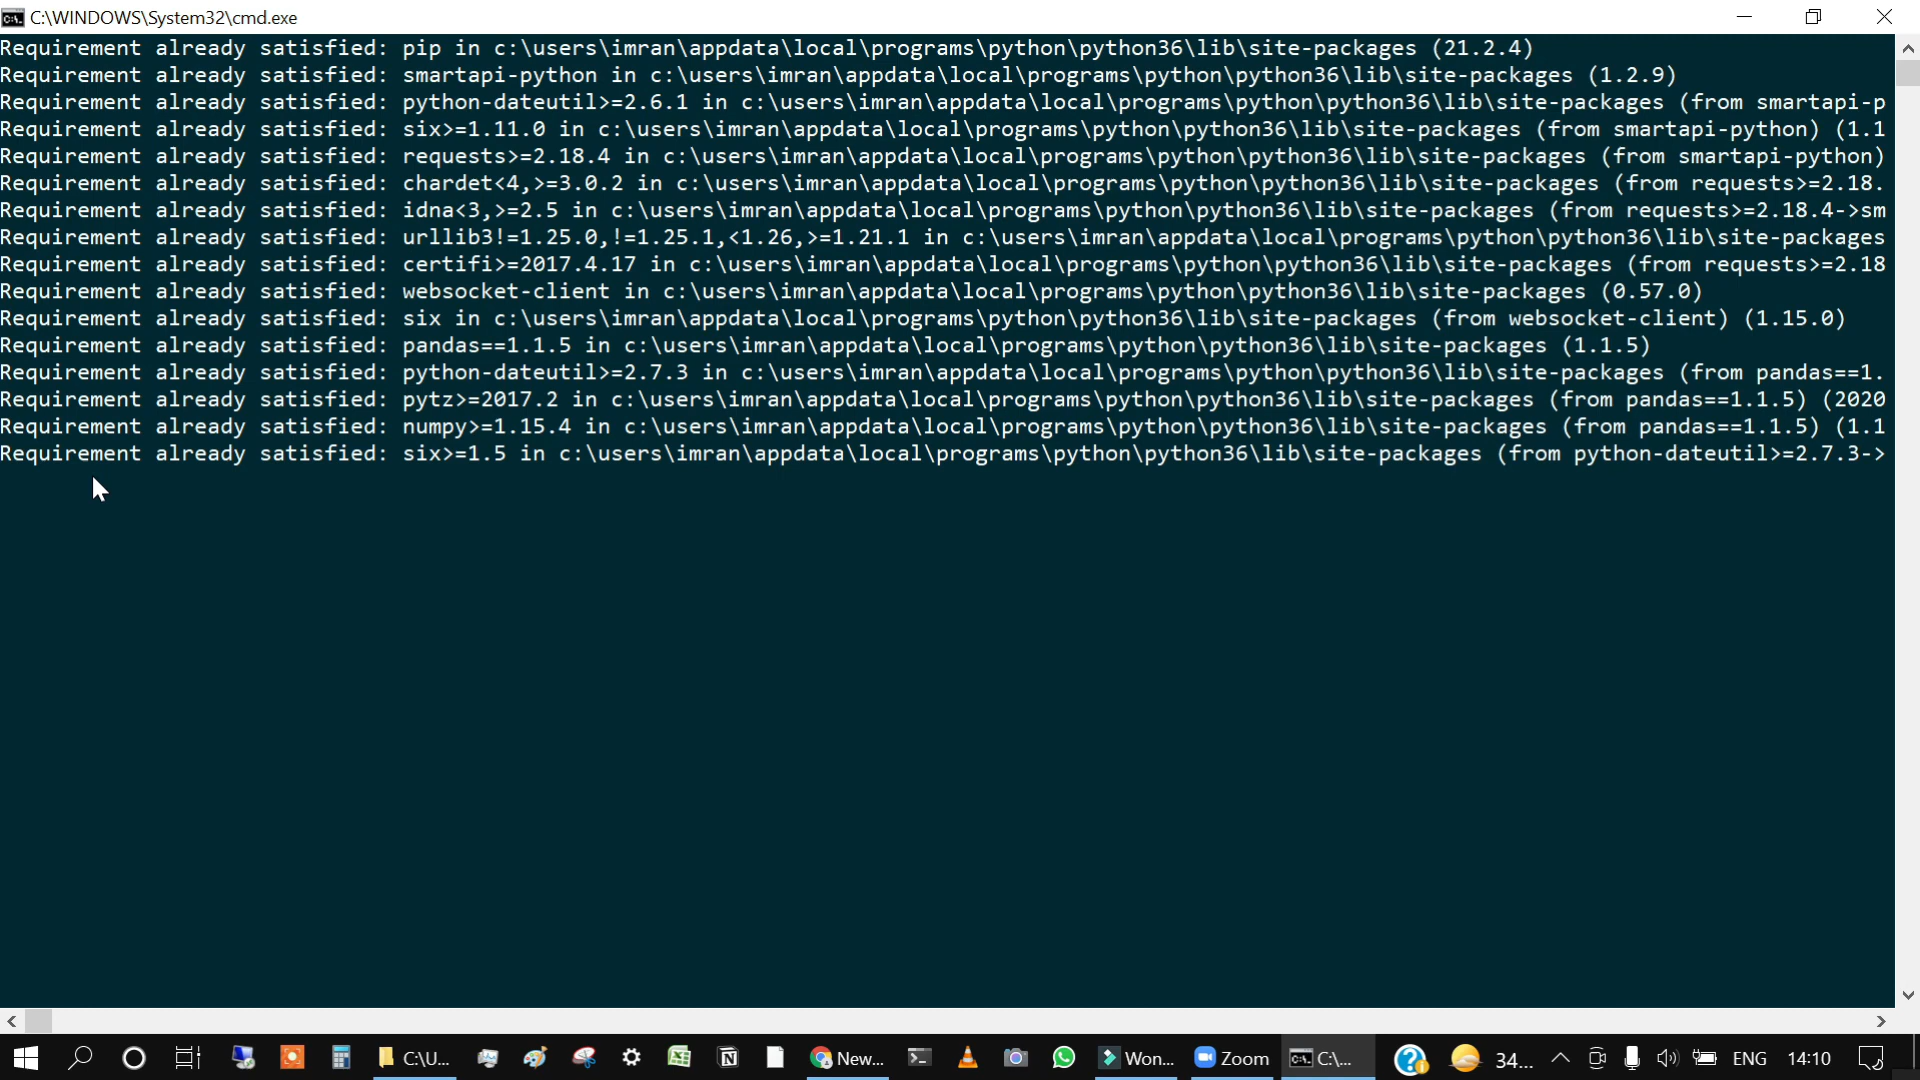 C:\WINDOWS\System32\cmd.exe
Requirement already satisfied: pip in c:\users\imran\appdata\local\programs\python\python36\lib\site-packages (21.2.4)
Requirement already satisfied: smartapi-python in c:\users\imran\appdata\local\programs\python\python36\lib\site-packages (1.2.9)
Requirement already satisfied: python-dateutil>=2.6.1 in c:\users\imran\appdata\local\programs\python\python36\lib\site-packages (from smartapi-p
Requirement already satisfied: six>=1.11.0 in c:\users\imran\appdata\local\programs\python\python36\lib\site-packages (from smartapi-python) (1.1
Requirement already satisfied: requests>=2.18.4 in c:\users\imran\appdata\local\programs\python\python36\lib\site-packages (from smartapi-python)
Requirement already satisfied: chardet<4,>=3.0.2 in c:\users\imran\appdata\local\programs\python\python36\lib\site-packages (from requests>=2.18.
Requirement already satisfied: idna<3,>=2.5 in c:\users\imran\appdata\local\programs\python\python36\lib\site-packages (from requests>=2.18.4->sm
Requirement already satisfied: urllib3!=1.25.0,!=1.25.1,<1.26,>=1.21.1 in c:\users\imran\appdata\local\programs\python\python36\lib\site-packages
Requirement already satisfied: certifi>=2017.4.17 in c:\users\imran\appdata\local\programs\python\python36\lib\site-packages (from requests>=2.18
Requirement already satisfied: websocket-client in c:\users\imran\appdata\local\programs\python\python36\lib\site-packages (0.57.0)
Requirement already satisfied: six in c:\users\imran\appdata\local\programs\python\python36\lib\site-packages (from websocket-client) (1.15.0)
Requirement already satisfied: pandas==1.1.5 in c:\users\imran\appdata\local\programs\python\python36\lib\site-packages (1.1.5)
Requirement already satisfied: python-dateutil>=2.7.3 in c:\users\imran\appdata\local\programs\python\python36\lib\site-packages (from pandas==1.
Requirement already satisfied: pytz>=2017.2 in c:\users\imran\appdata\local\programs\python\python36\lib\site-packages (from pandas==1.1.5) (2020
Requirement already satisfied: numpy>=1.15.4 in c:\users\imran\appdata\local\programs\python\python36\lib\site-packages (from pandas==1.1.5) (1.1
Requirement already satisfied: six>=1.5 in c:\users\imran\appdata\local\programs\python\python36\lib\site-packages (from python-dateutil>=2.7.3->
C:\U... New... Won... Zoom C:\... 34... ENG 14:10